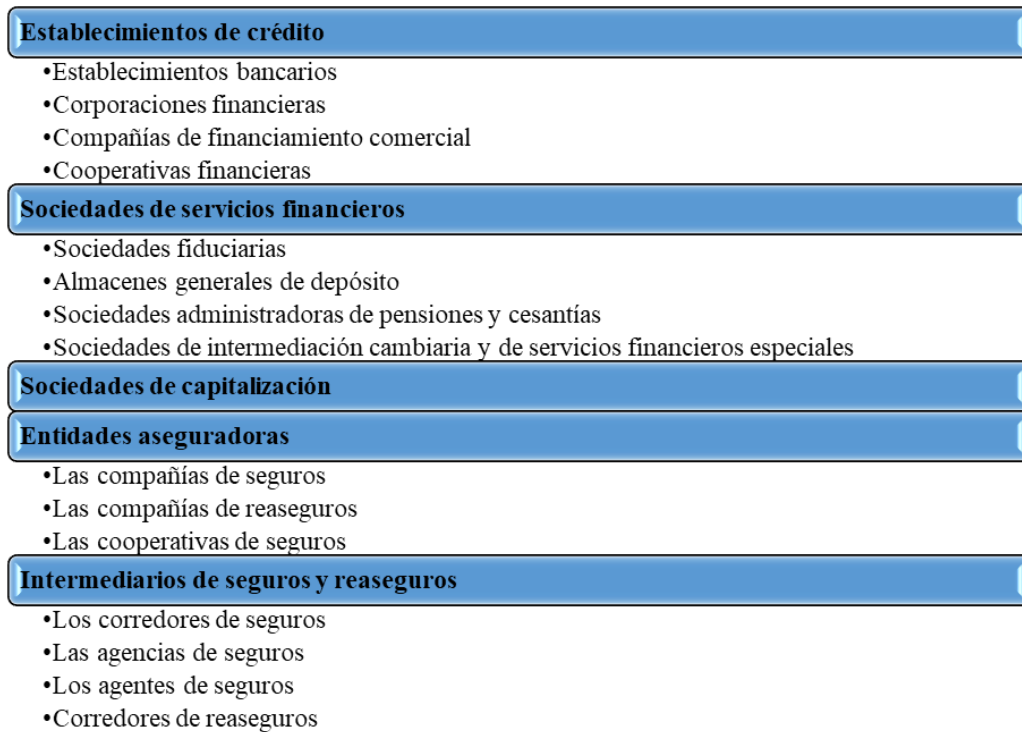 Establecimientos de crédito
•Establecimientos bancarios
•Corporaciones financieras
•Compañías de financiamiento comercial
•Cooperativas financieras
Sociedades de servicios financieros
•Sociedades fiduciarias
•Almacenes generales de depósito
•Sociedades administradoras de pensiones y cesantías
•Sociedades de intermediación cambiaria y de servicios financieros especiales
Sociedades de capitalización
Entidades aseguradoras
•Las compañías de seguros
•Las compañías de reaseguros
•Las cooperativas de seguros
Intermediarios de seguros y reaseguros
•Los corredores de seguros
•Las agencias de seguros
•Los agentes de seguros
•Corredores de reaseguros